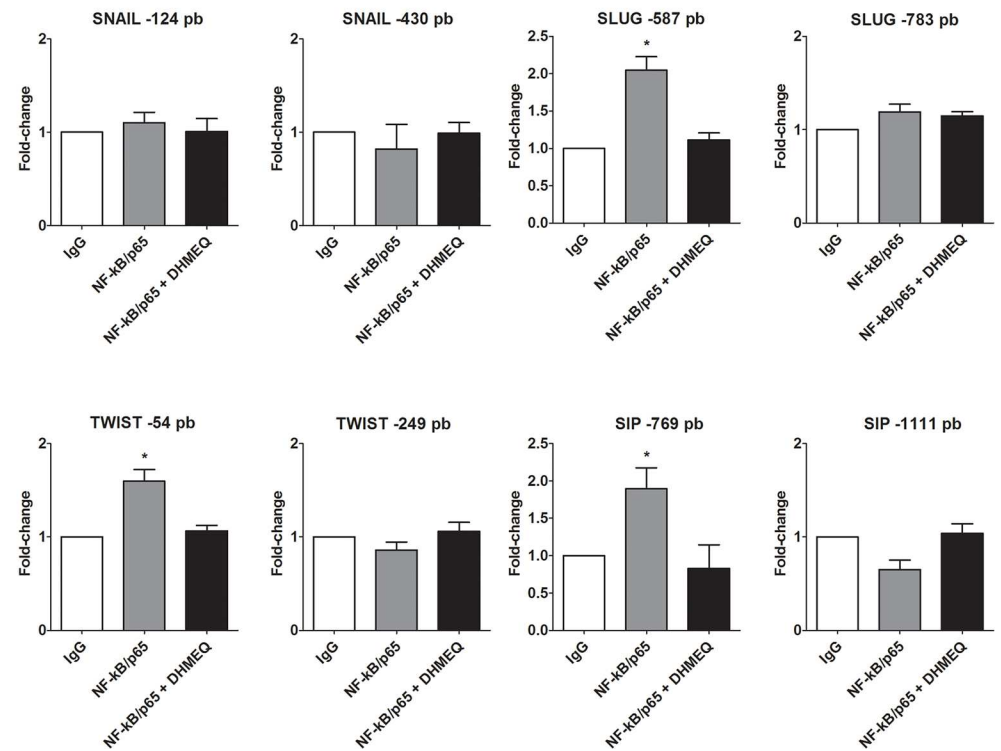 SNAIL -124 pb
2
1
0
Fold-change
IgG
NF-kB/p65
NF-kB/p65 + DHMEQ
SNAIL -430 pb
2
1
0
Fold-change
IgG
NF-kB/p65
NF-kB/p65 + DHMEQ
SLUG -587 pb
2.5
2.0
1.5
1.0
0.5
0.0
Fold-change
*
IgG
NF-kB/p65
NF-kB/p65 + DHMEQ
SLUG -783 pb
2
1
0
Fold-change
IgG
NF-kB/p65
NF-kB/p65 + DHMEQ
TWIST -54 pb
2
1
0
Fold-change
*
IgG
NF-kB/p65
NF-kB/p65 + DHMEQ
TWIST -249 pb
2
1
0
Fold-change
IgG
NF-kB/p65
NF-kB/p65 + DHMEQ
SIP -769 pb
2.5
2.0
1.5
1.0
0.5
0.0
Fold-change
*
IgG
NF-kB/p65
NF-kB/p65 + DHMEQ
SIP -1111 pb
2
1
0
Fold-change
IgG
NF-kB/p65
NF-kB/p65 + DHMEQ